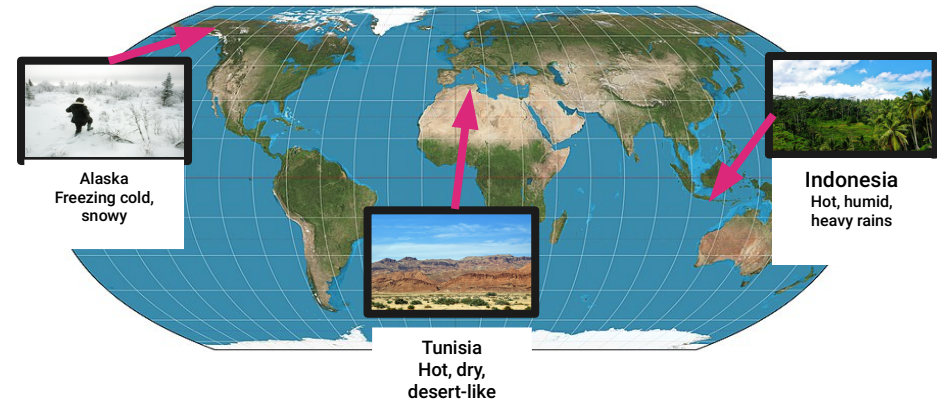 Alaska
Freezing cold,
snowy
Tunisia
Hot, dry,
desert-like
Indonesia
Hot, humid,
heavy rains